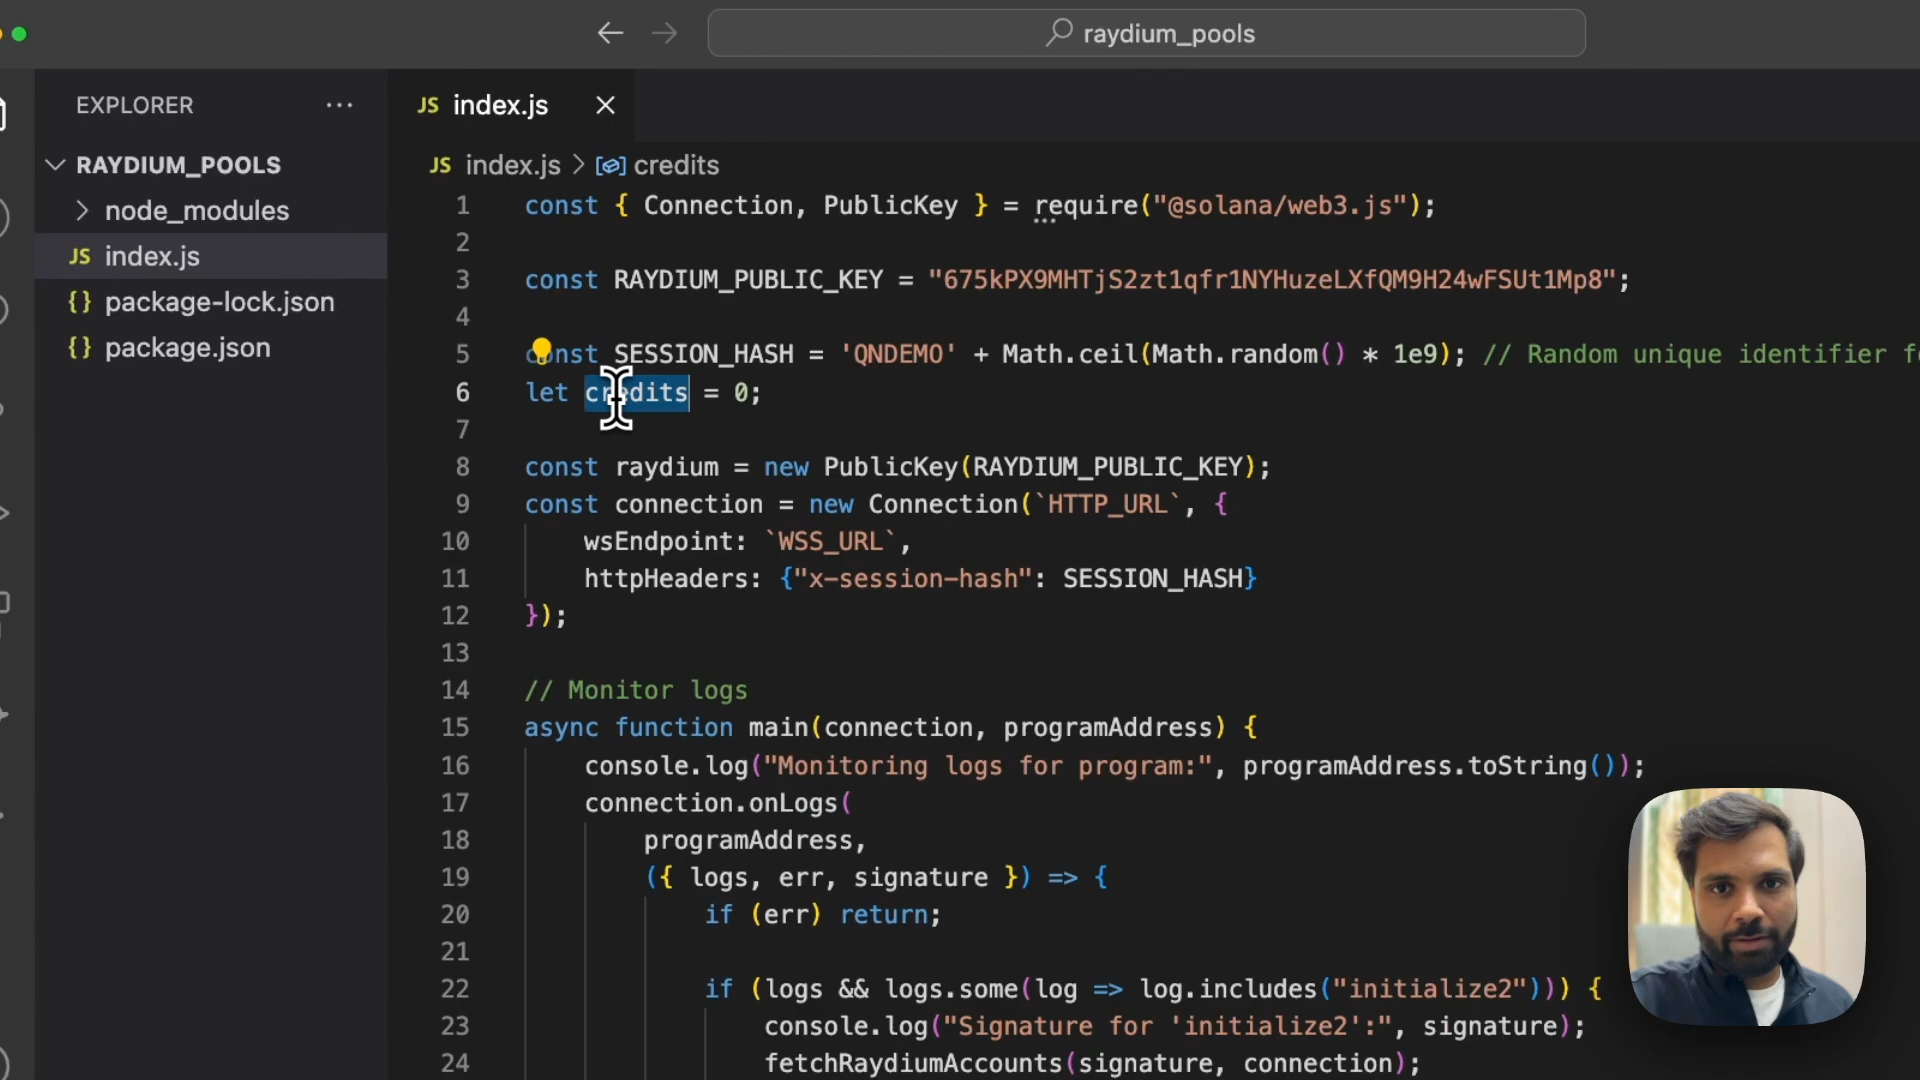 raydium_pools
EXPLORER
JS index.js
RAYDIUM_POOLS
node_modules
JS index.js
{} package-lock.json
{} package.json
JS index.js > credits
1 const { Connection, PublicKey } = require("@solana/web3.js");
2
3 const RAYDIUM_PUBLIC_KEY = "675kPX9MHTjS2zt1qfr1NYHuzeLXfQM9H24wFSUt1Mp8";
4
5 const SESSION_HASH = 'QNDEMO' + Math.ceil(Math.random() * 1e9); // Random unique identifier f
6 let credits = 0;
7
8 const raydium = new PublicKey(RAYDIUM_PUBLIC_KEY);
9 const connection = new Connection(`HTTP_URL`, {
10 wsEndpoint: `WSS_URL`,
11 httpHeaders: {"x-session-hash": SESSION_HASH}
12 });
13
14 // Monitor logs
15 async function main(connection, programAddress) {
16 console.log("Monitoring logs for program:", programAddress.toString());
17 connection.onLogs(
18 programAddress,
19 ({ logs, err, signature }) => {
20 if (err) return;
21
22 if (logs && logs.some(log => log.includes("initialize2"))) {
23 console.log("Signature for 'initialize2':", signature);
24 fetchRaydiumAccounts(signature, connection);